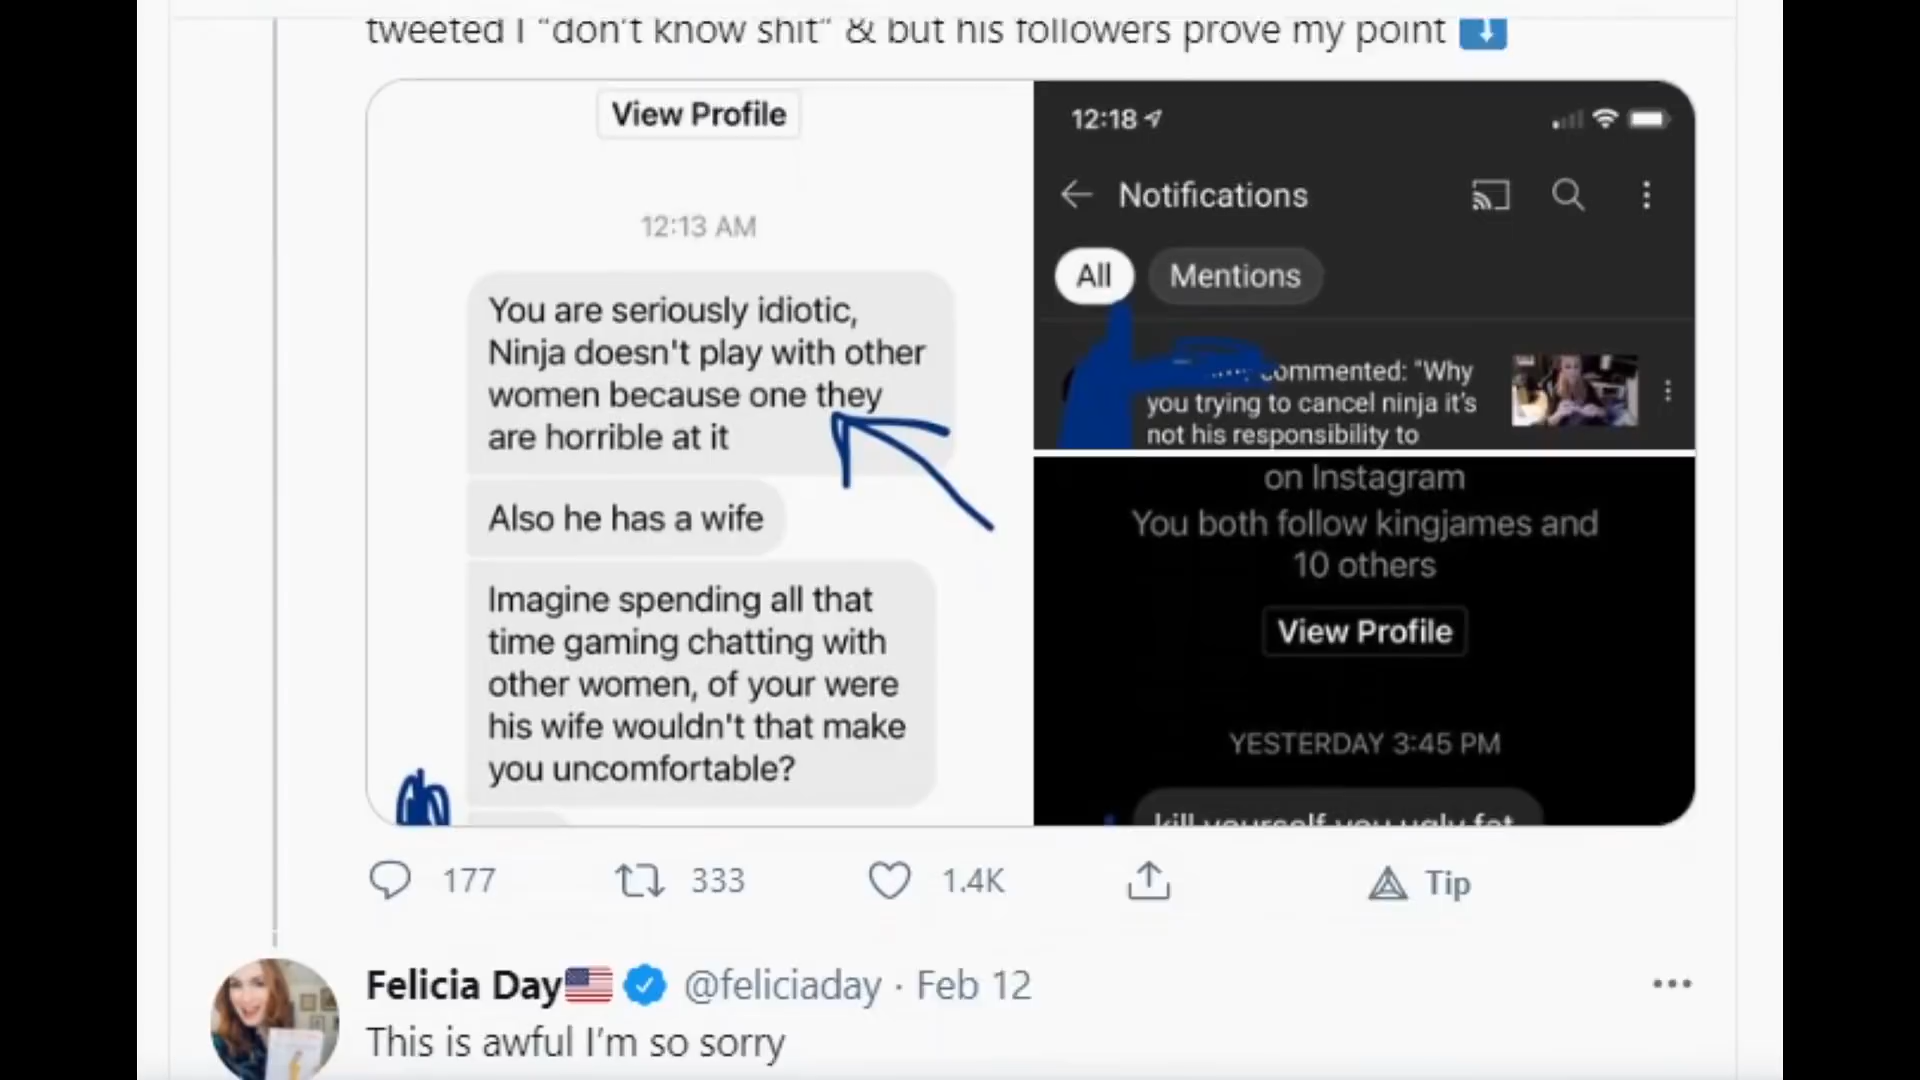 tweeted I "don't know shit" & but his followers prove my point
View Profile
12:13 AM
You are seriously idiotic,
Ninja doesn't play with other
women because one they
are horrible at it
Also he has a wife
Imagine spending all that
time gaming chatting with
other women, of your were
his wife wouldn't that make
you uncomfortable?
12:18
Notifications
All
Mentions
commented: "Why
you trying to cancel ninja it's
not his responsibility to
on Instagram
You both follow kingjames and
10 others
View Profile
YESTERDAY 3:45 PM
kill yourself you ugly fat
177
333
1.4K
Tip
Felicia Day @feliciaday · Feb 12
This is awful I'm so sorry